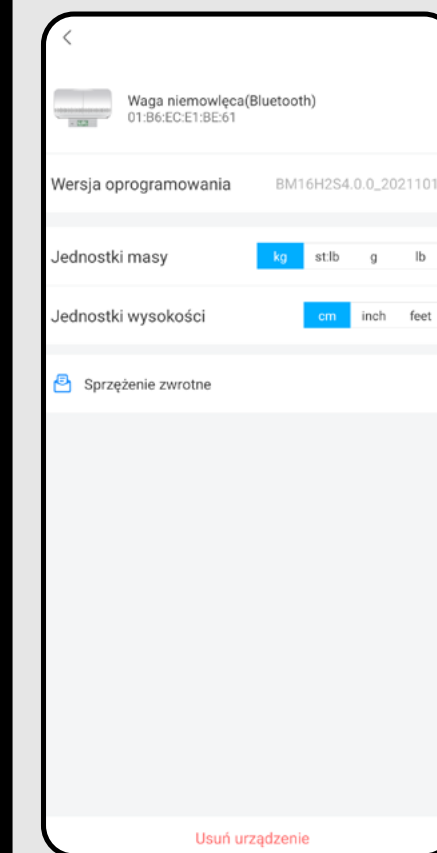 Waga niemowlęca(Bluetooth)
01:B6:EC:E1:BE:61
Wersja oprogramowania BM16H2S4.0.0_2021101
Jednostki masy kg st:lb g lb
Jednostki wysokości cm inch feet
Sprzężenie zwrotne
Usuń urządzenie